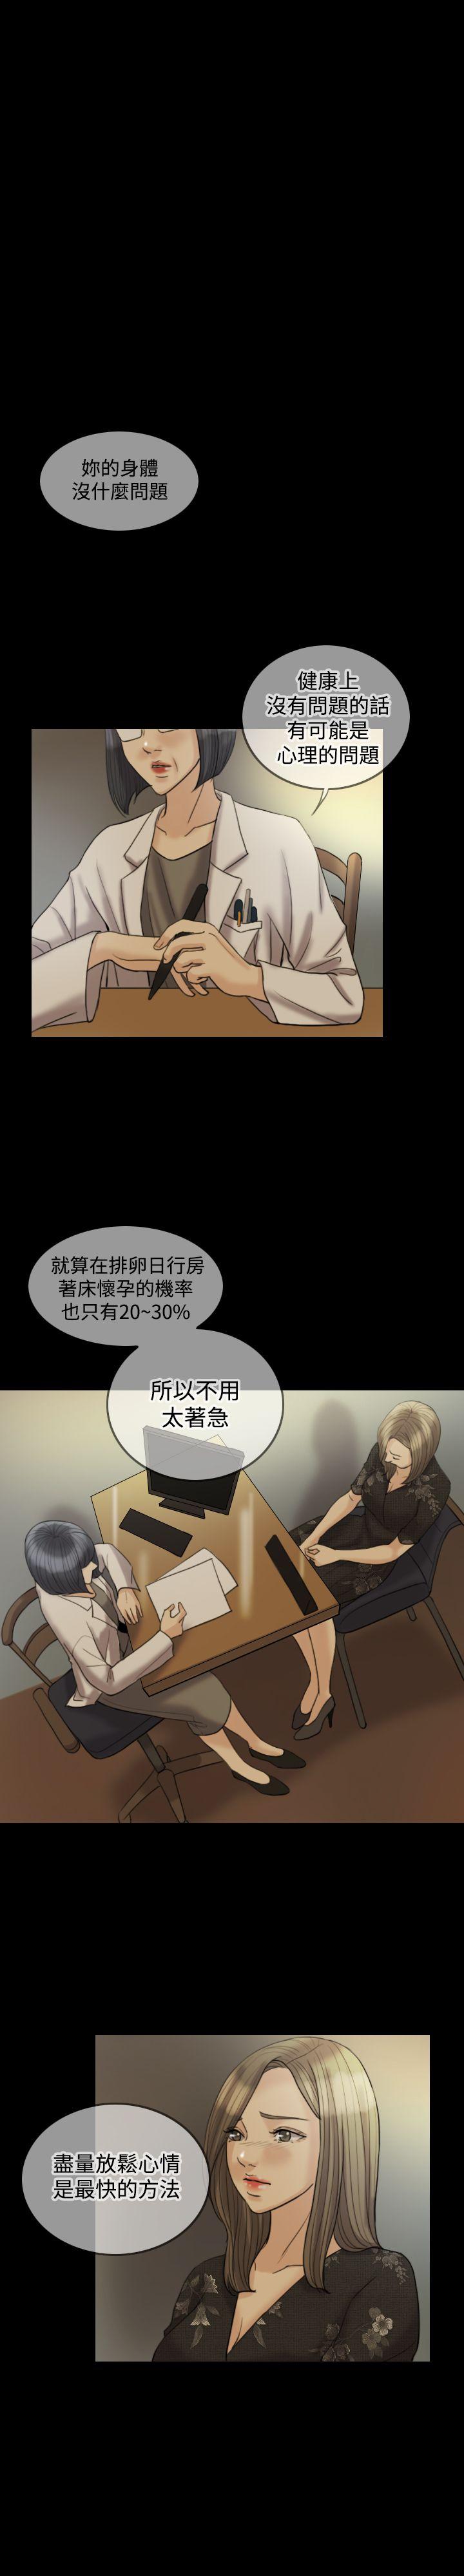 妳的身體
沒什麼問題
健康上
沒有問題的話
有可能是
心理的問題
就算在排卵日行房
著床懷孕的機率
也只有20~30%
所以不用
太著急
盡量放鬆心情
是最快的方法